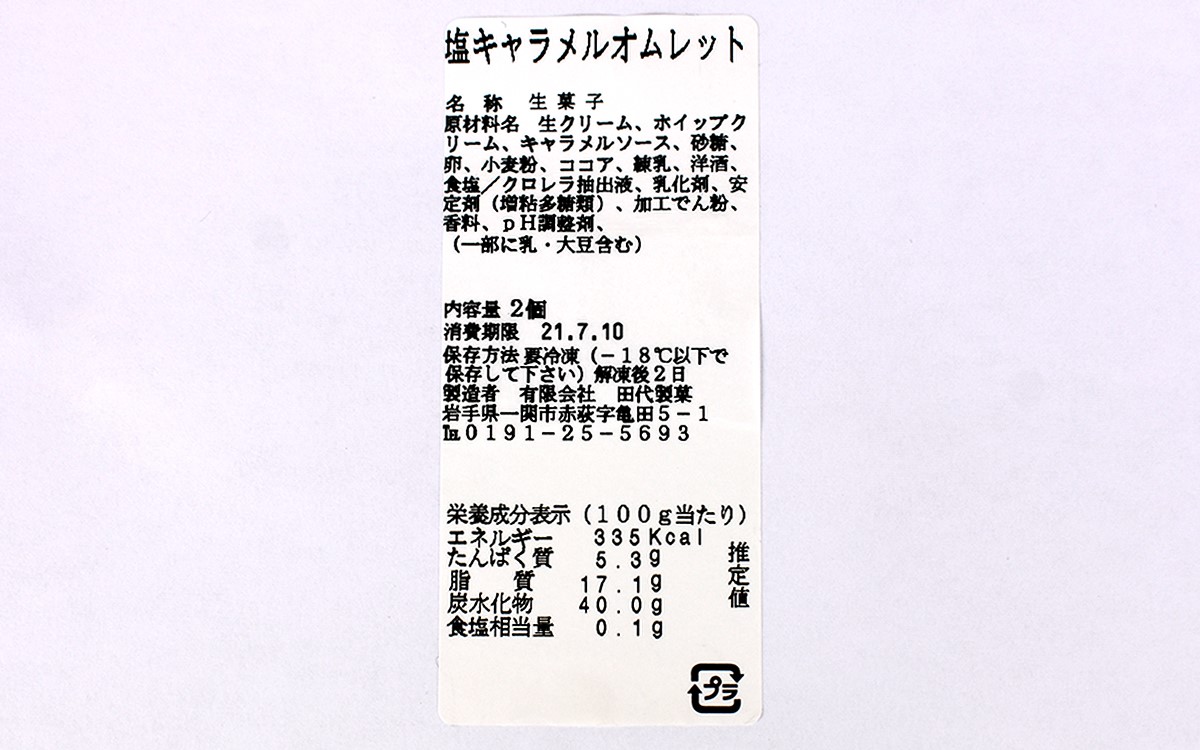 塩キャラメルオムレット
名 称 生菓子
原材料名 生クリーム、ホイップク
リーム、キャラメルソース、砂糖、
卵、小麦粉、ココア、練乳、洋酒、
食塩／クロレラ抽出液、乳化剤、安
定剤（増粘多糖類）、加工でん粉、
香料、ｐＨ調整剤、
（一部に乳・大豆含む）
内容量 ２個
消費期限 21.7.10
保存方法 要冷凍（－１８℃以下で
保存して下さい）解凍後２日
製造者 有限会社 田代製菓
岩手県一関市赤荻字亀田５－１
℡０１９１－２５－５６９３
栄養成分表示（１００ｇ当たり）
エネルギー ３３５Kcal
たんぱく質 ５.３g
脂 質 １７.１g
炭水化物 ４０.０g
食塩相当量 ０.１g
推定値
プラ